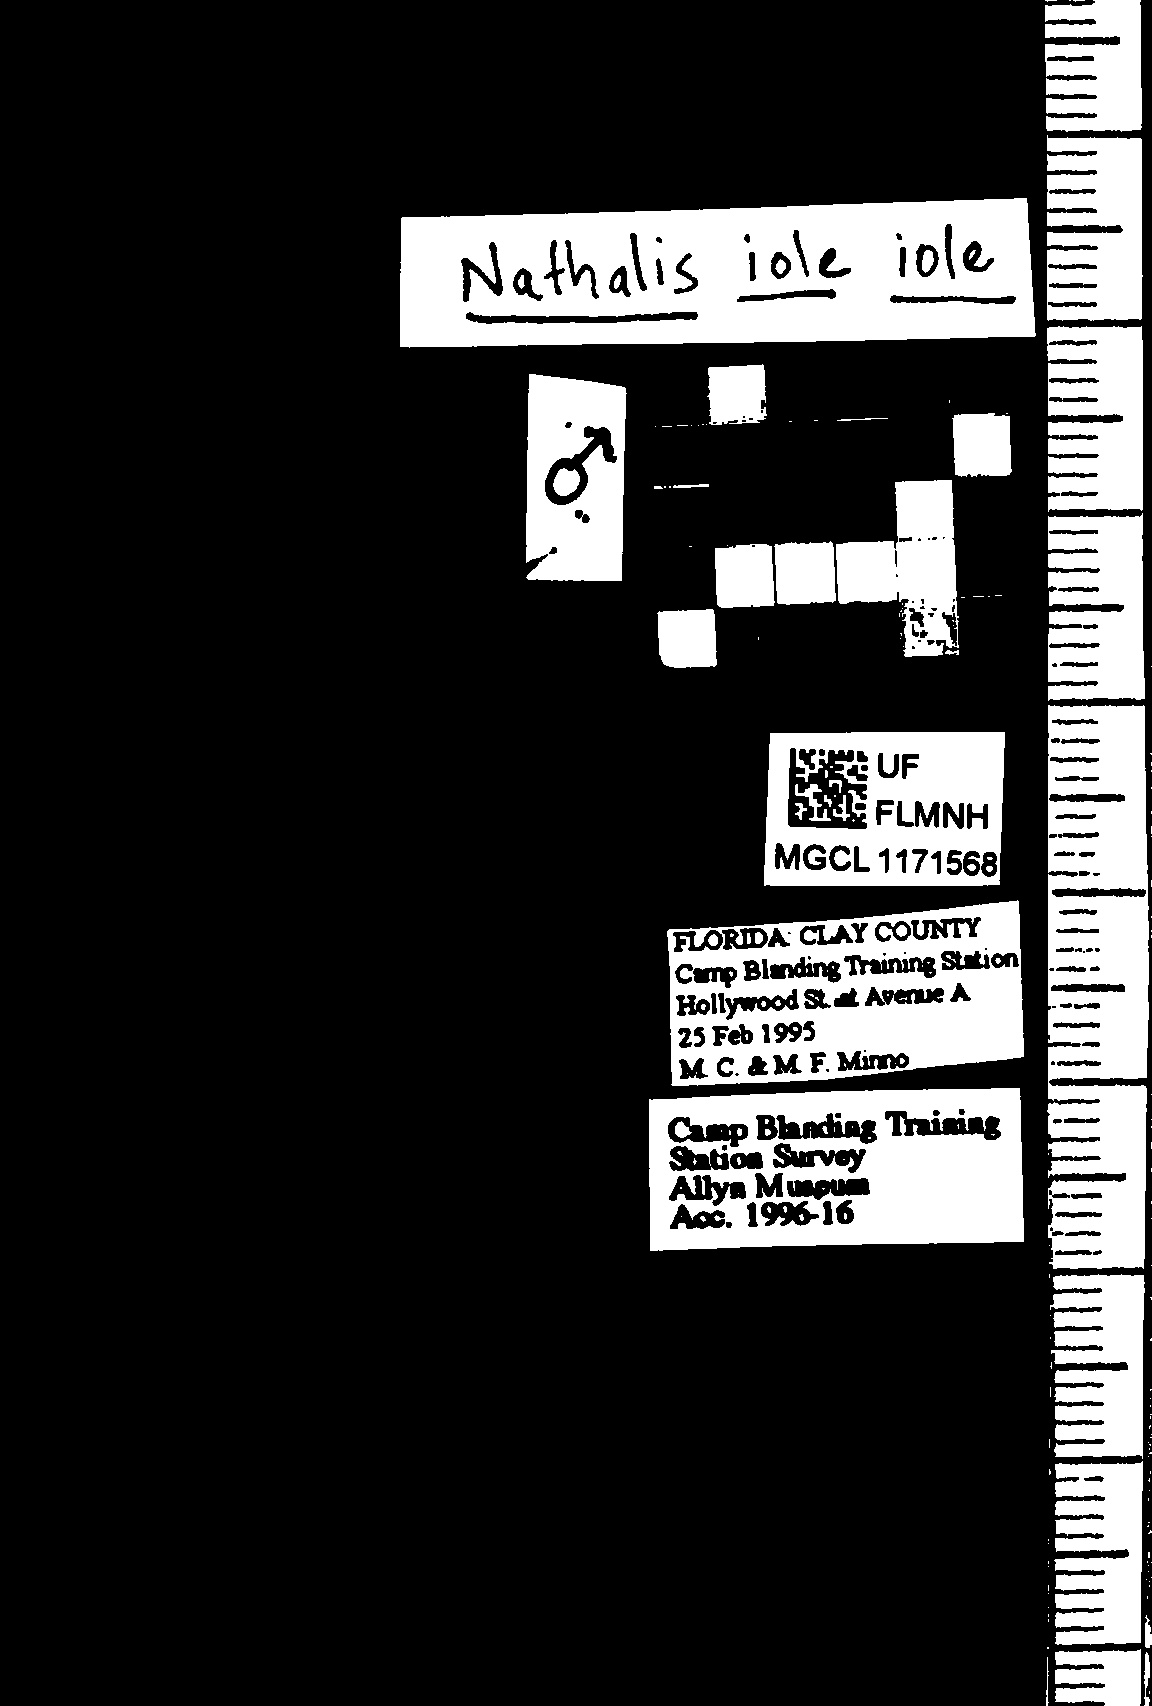 Nathalis iole iole
♂
UF
FLMNH
MGCL 1171568
FLORIDA: CLAY COUNTY
Camp Blanding Training Station
Hollywood St. at Avenue A
25 Feb 1995
M. C. & M. F. Minno
Camp Blanding Training
Station Survey
Allyn Museum
Acc. 1996-16